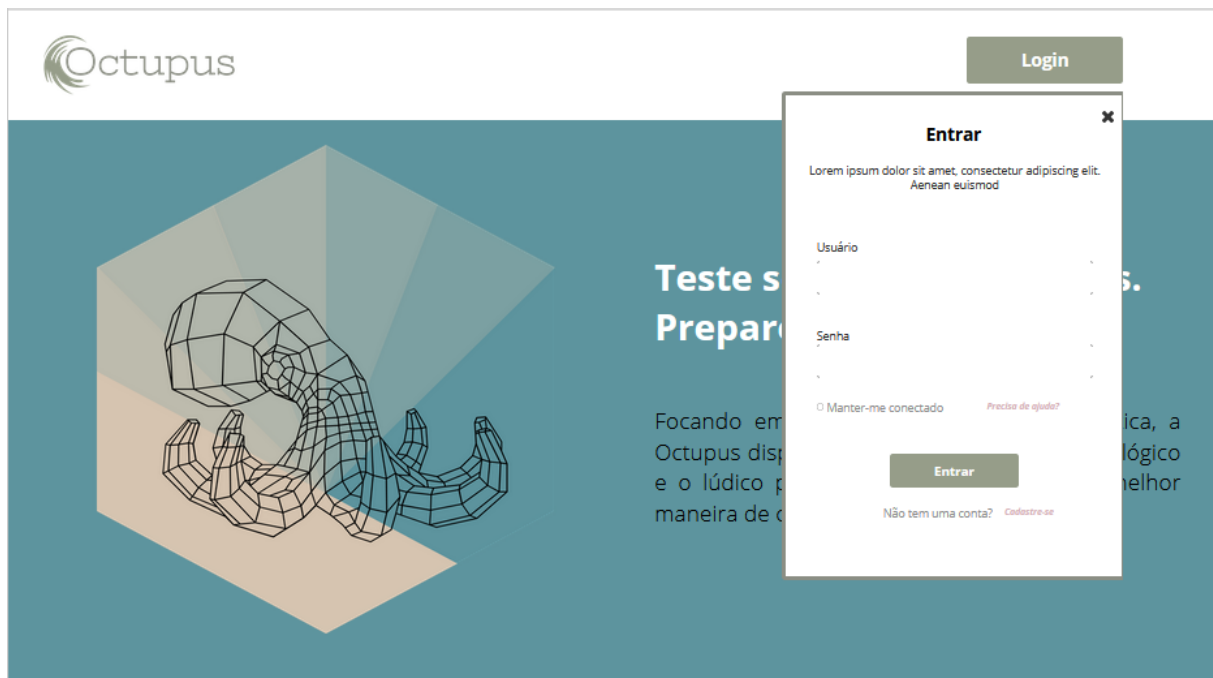 Octupus
Login
Entrar
Lorem ipsum dolor sit amet, consectetur adipiscing elit.
Aenean euismod
Usuário
Senha
Manter-me conectado Precisa de ajuda?
Entrar
Não tem uma conta? Cadastre-se
Teste s
Prepar
Focando em ica, a
Octupus disp lógico
e o lúdico p elhor
maneira de